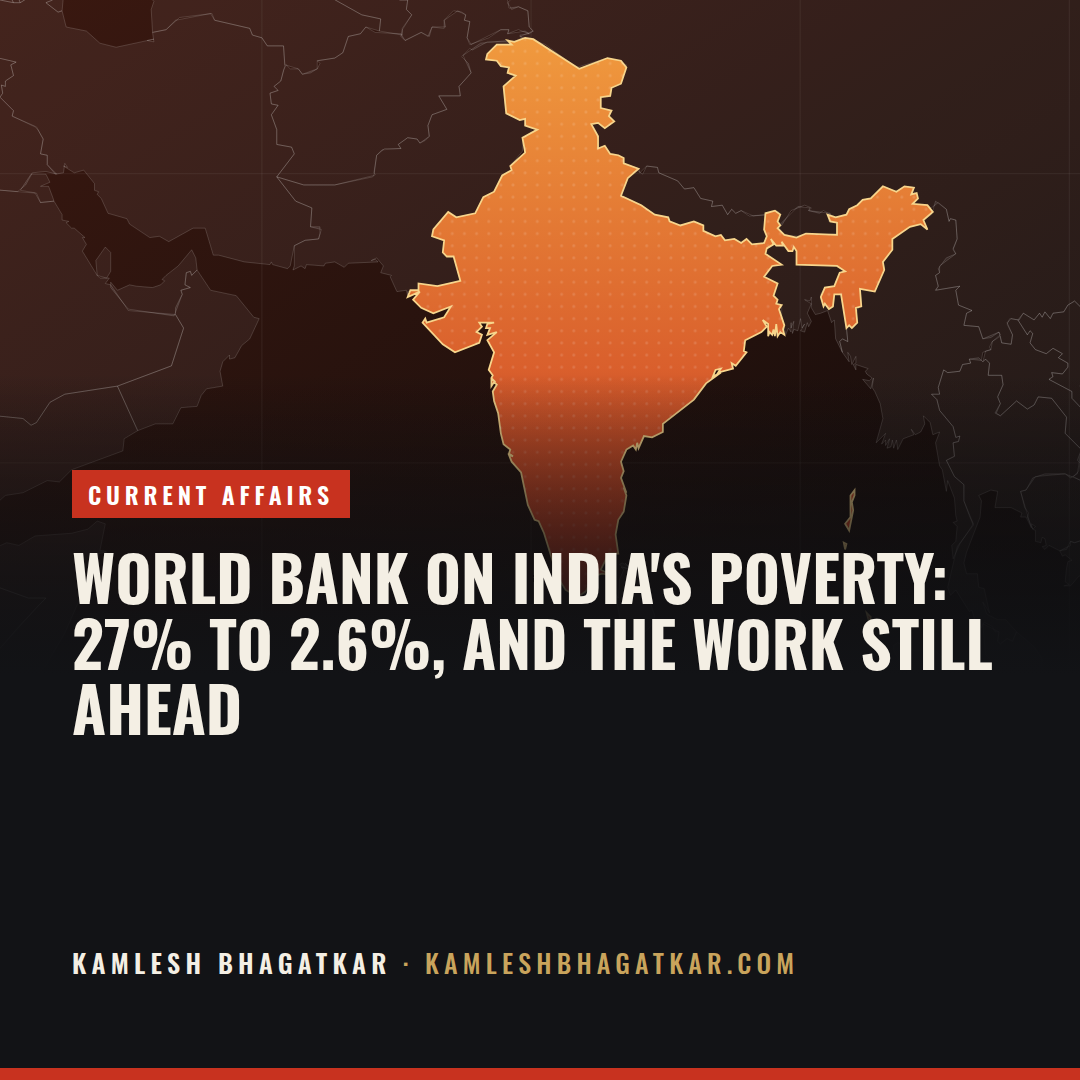 CURRENT AFFAIRS
WORLD BANK ON INDIA'S POVERTY:
27% TO 2.6%, AND THE WORK STILL
AHEAD
KAMLESH BHAGATKAR · KAMLESHBHAGATKAR.COM